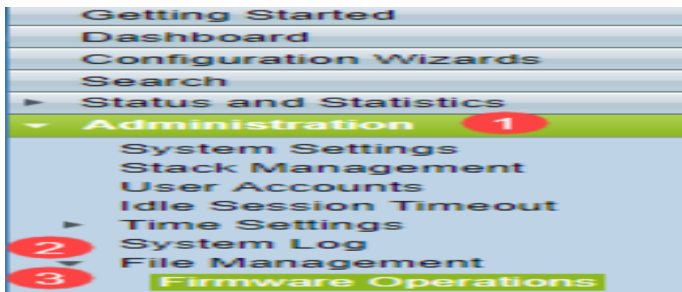 Getting Started
Dashboard
Configuration Wizards
Search
Status and Statistics
Administration 1
System Settings
Stack Management
User Accounts
Idle Session Timeout
Time Settings
2 System Log
File Management
3 Firmware Operations